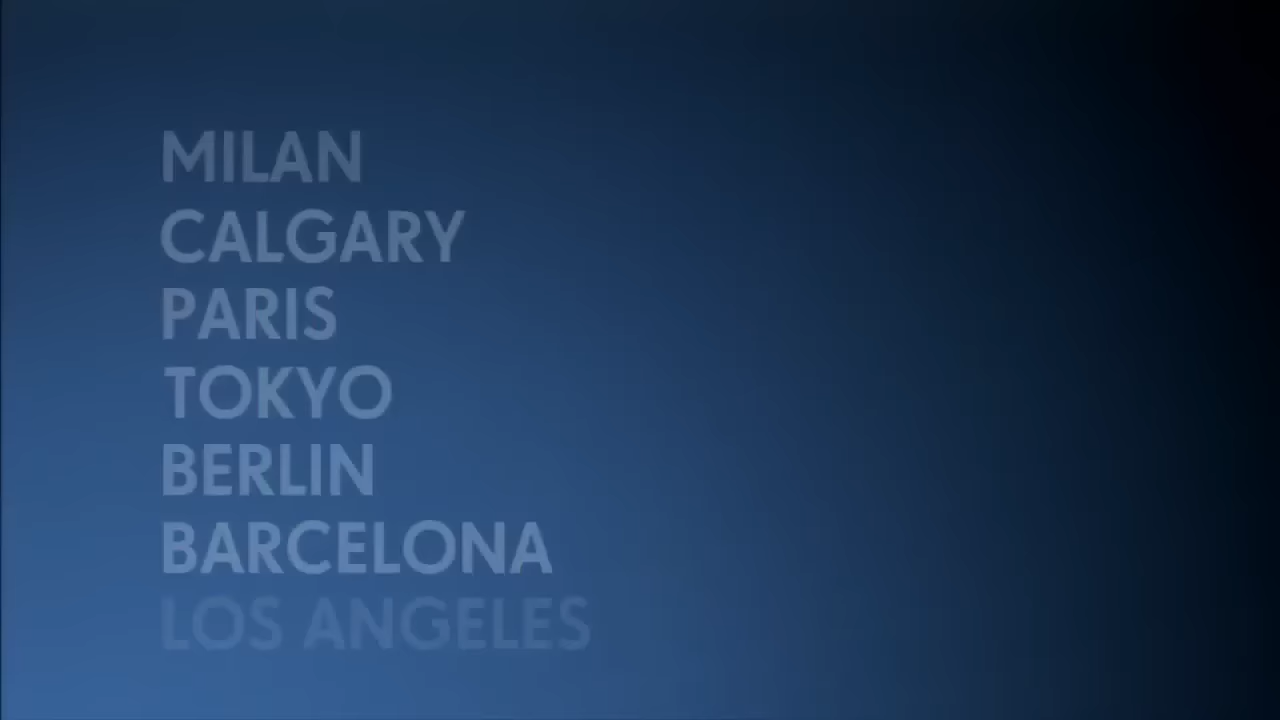 MILAN
CALGARY
PARIS
TOKYO
BERLIN
BARCELONA
LOS ANGELES